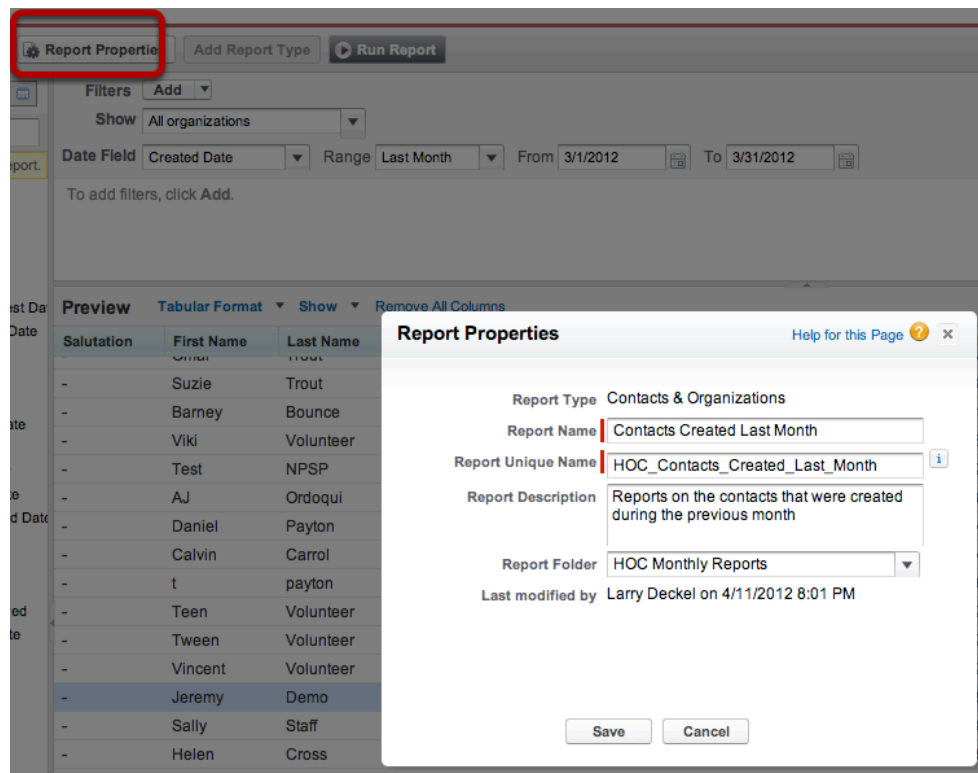 Report Properties Add Report Type Run Report
Filters Add
Show All organizations
Date Field Created Date Range Last Month From 3/1/2012 To 3/31/2012
report.
To add filters, click Add.
Preview Tabular Format Show Remove All Columns
Date
Salutation First Name Last Name
- Trout
- Suzie Trout
- Barney Bounce
- Viki Volunteer
- Test NPSP
- AJ Ordoqui
- Daniel Payton
d Date
- Calvin Carrol
- t payton
- Teen Volunteer
- Tween Volunteer
- Vincent Volunteer
- Jeremy Demo
- Sally Staff
- Helen Cross
Report Properties Help for this Page
Report Type Contacts & Organizations
Report Name Contacts Created Last Month
Report Unique Name HOC_Contacts_Created_Last_Month
Report Description Reports on the contacts that were created
during the previous month
Report Folder HOC Monthly Reports
Last modified by Larry Deckel on 4/11/2012 8:01 PM
Save Cancel